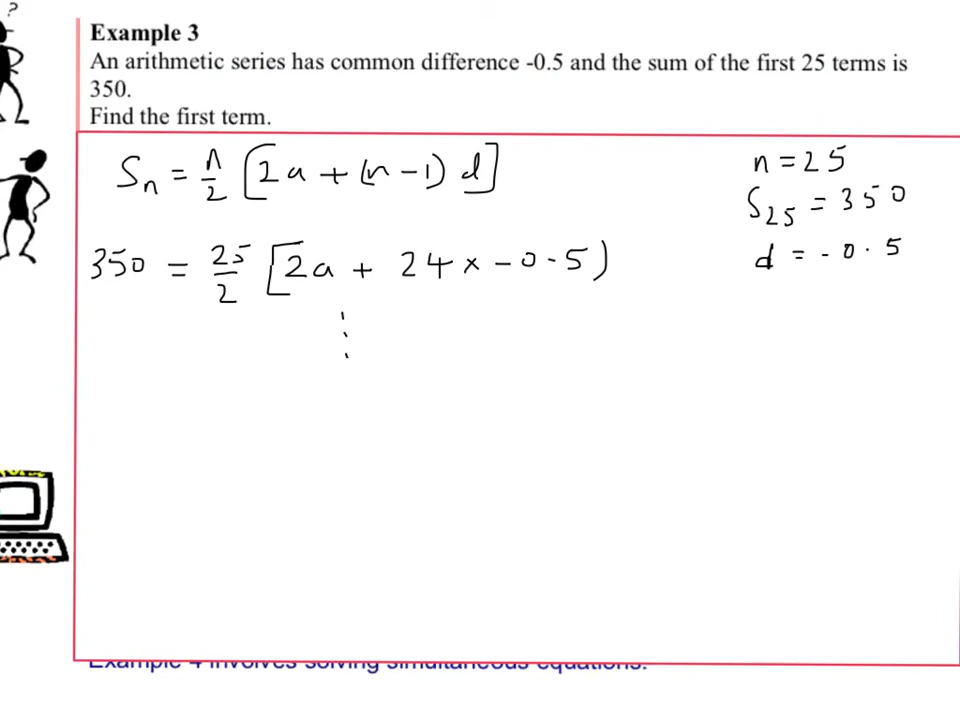 ?
Example 3
An arithmetic series has common difference -0.5 and the sum of the first 25 terms is
350.
Find the first term.
Sₙ = n/2 [2a + (n - 1) d]
n = 25
S₂₅ = 350
350 = 25/2 [2a + 24 x - 0.5)
d = - 0.5
Example 4 involves solving simultaneous equations.